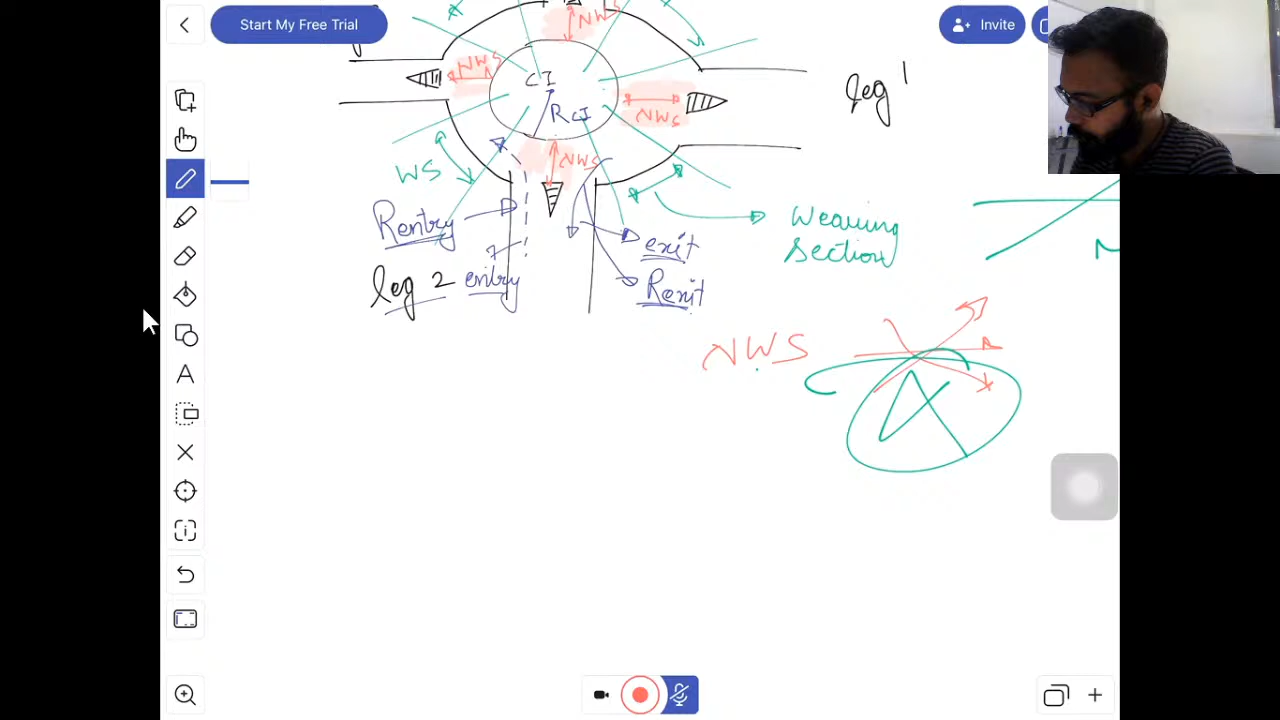 Start My Free Trial
Invite
NWS
NWS
CI
leg 1
RCI
NWS
NWS
WS
Rentry
exit
Weaving
Section
leg 2
entry
Rexit
NWS
A